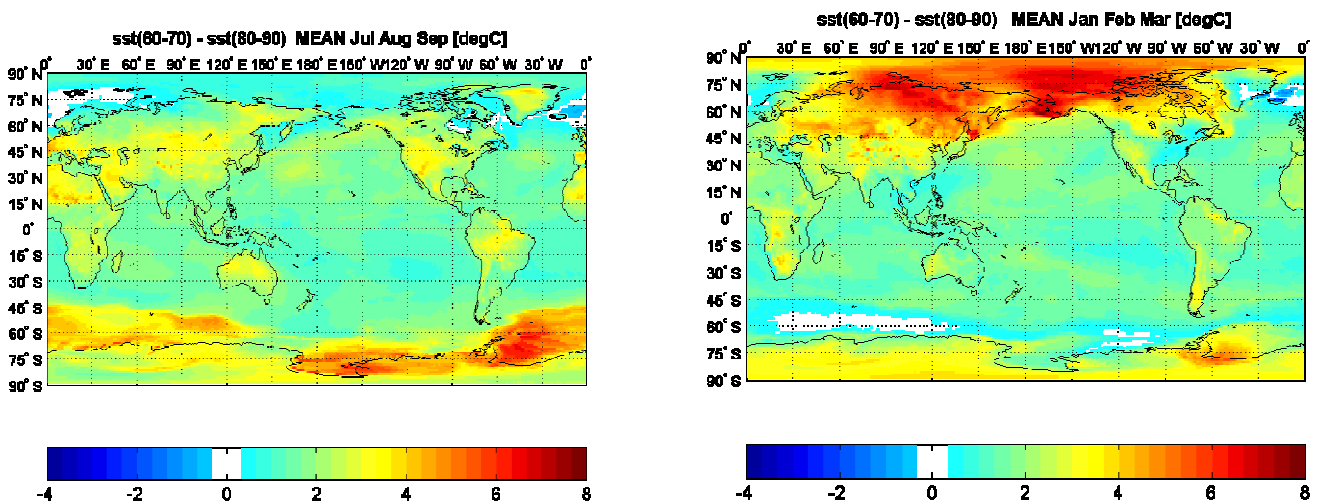 sst(60-70) - sst(80-90) MEAN Jul Aug Sep [degC]
0° 30° E 60° E 90° E 120° E 150° E 180° E 150° W 120° W 90° W 60° W 30° W 0°
90° N
75° N
60° N
45° N
30° N
15° N
0°
15° S
30° S
45° S
60° S
75° S
90° S
-4 -2 0 2 4 6 8
sst(60-70) - sst(80-90) MEAN Jan Feb Mar [degC]
0° 30° E 60° E 90° E 120° E 150° E 180° E 150° W 120° W 90° W 60° W 30° W 0°
90° N
75° N
60° N
45° N
30° N
15° N
0°
15° S
30° S
45° S
60° S
75° S
90° S
-4 -2 0 2 4 6 8